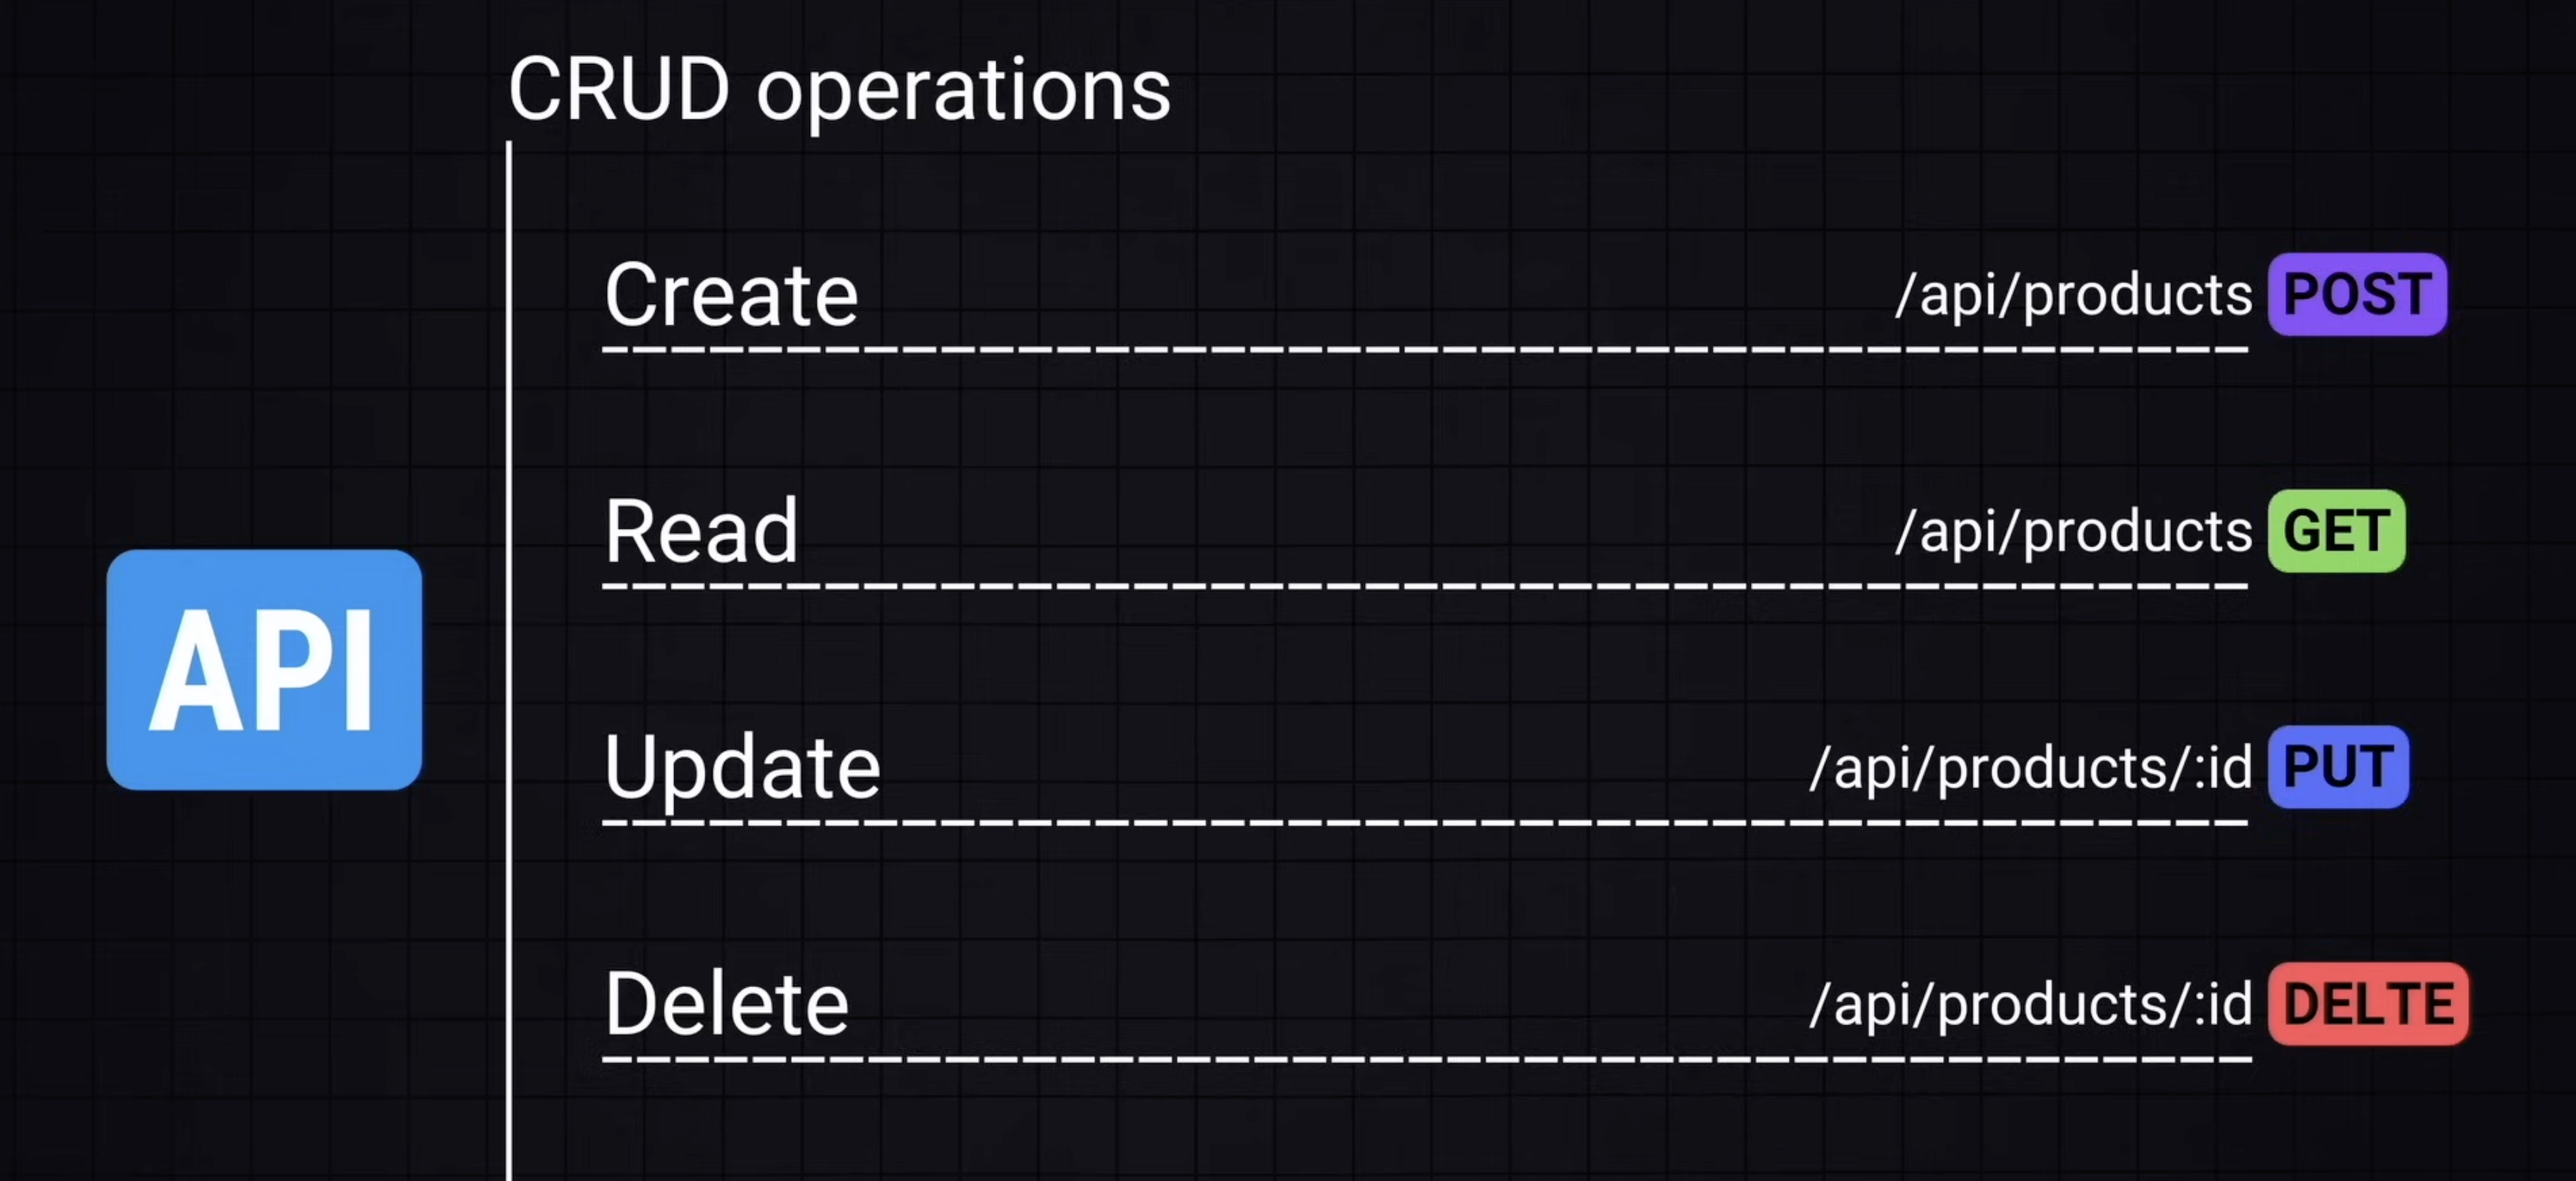 CRUD operations
Create /api/products POST
Read /api/products GET
API
Update /api/products/:id PUT
Delete /api/products/:id DELTE